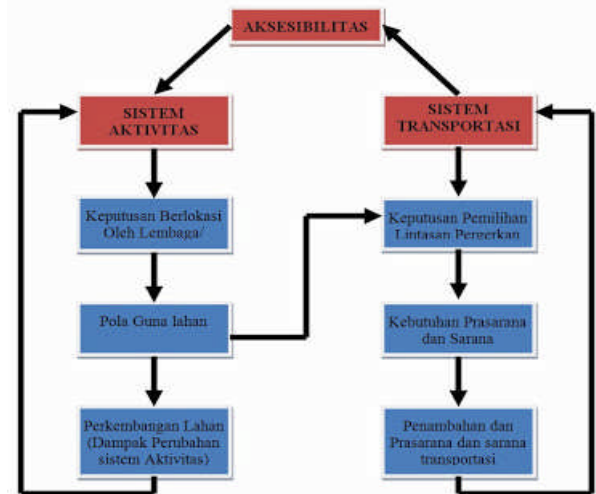 AKSESIBILITAS
SISTEM
AKTIVITAS
Keputusan Berlokasi
Oleh Lembaga/
Pola Guna lahan
Perkembangan Lahan
(Dampak Perubahan
sistem Aktivitas)
SISTEM
TRANSPORTASI
Keputusan Pemilihan
Lintasan Pergerkan
Kebutuhan Prasarana
dan Sarana
Penambahan dan
Prasarana dan sarana
transportasi